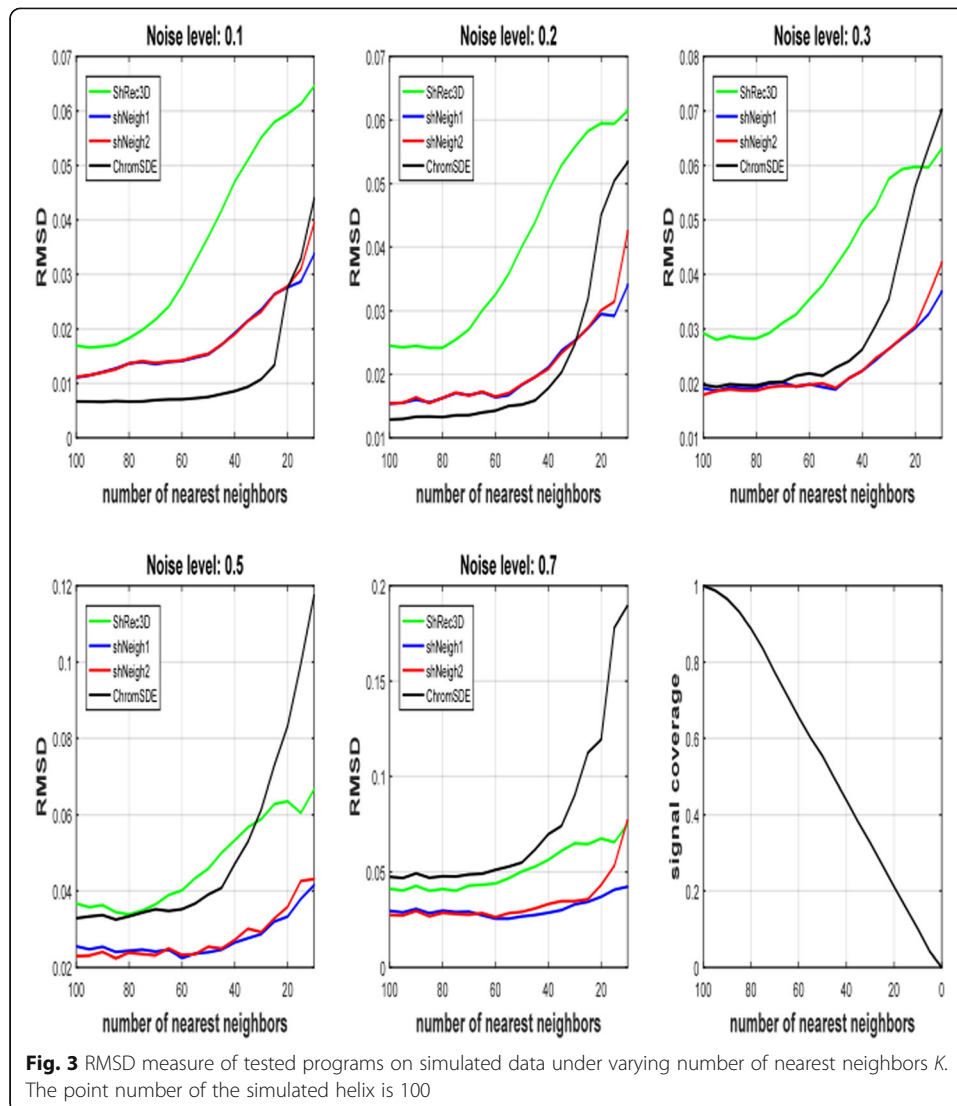 Noise level: 0.1
0.07
0.06
0.05
0.04
0.03
0.02
0.01
0
RMSD
ShRec3D
shNeigh1
shNeigh2
ChromSDE
100
80
60
40
20
number of nearest neighbors
Noise level: 0.2
0.07
0.06
0.05
0.04
0.03
0.02
0.01
RMSD
ShRec3D
shNeigh1
shNeigh2
ChromSDE
100
80
60
40
20
number of nearest neighbors
Noise level: 0.3
0.08
0.07
0.06
0.05
0.04
0.03
0.02
0.01
RMSD
ShRec3D
shNeigh1
shNeigh2
ChromSDE
100
80
60
40
20
number of nearest neighbors
Noise level: 0.5
0.12
0.1
0.08
0.06
0.04
0.02
RMSD
ShRec3D
shNeigh1
shNeigh2
ChromSDE
100
80
60
40
20
number of nearest neighbors
Noise level: 0.7
0.2
0.15
0.1
0.05
0
RMSD
ShRec3D
shNeigh1
shNeigh2
ChromSDE
100
80
60
40
20
number of nearest neighbors
1
0.8
0.6
0.4
0.2
0
signal coverage
100
80
60
40
20
0
number of nearest neighbors
Fig. 3 RMSD measure of tested programs on simulated data under varying number of nearest neighbors K.
The point number of the simulated helix is 100